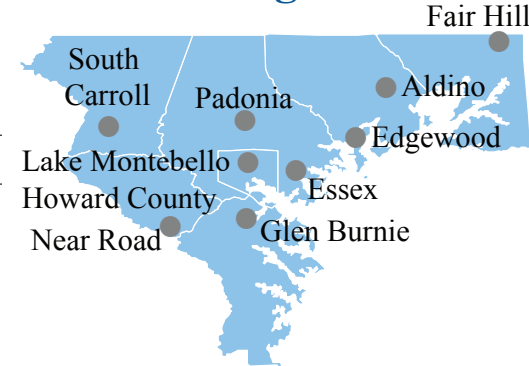 Fair Hill
South
Carroll
Padonia
Aldino
Edgewood
Lake Montebello
Essex
Howard County
Near Road
Glen Burnie